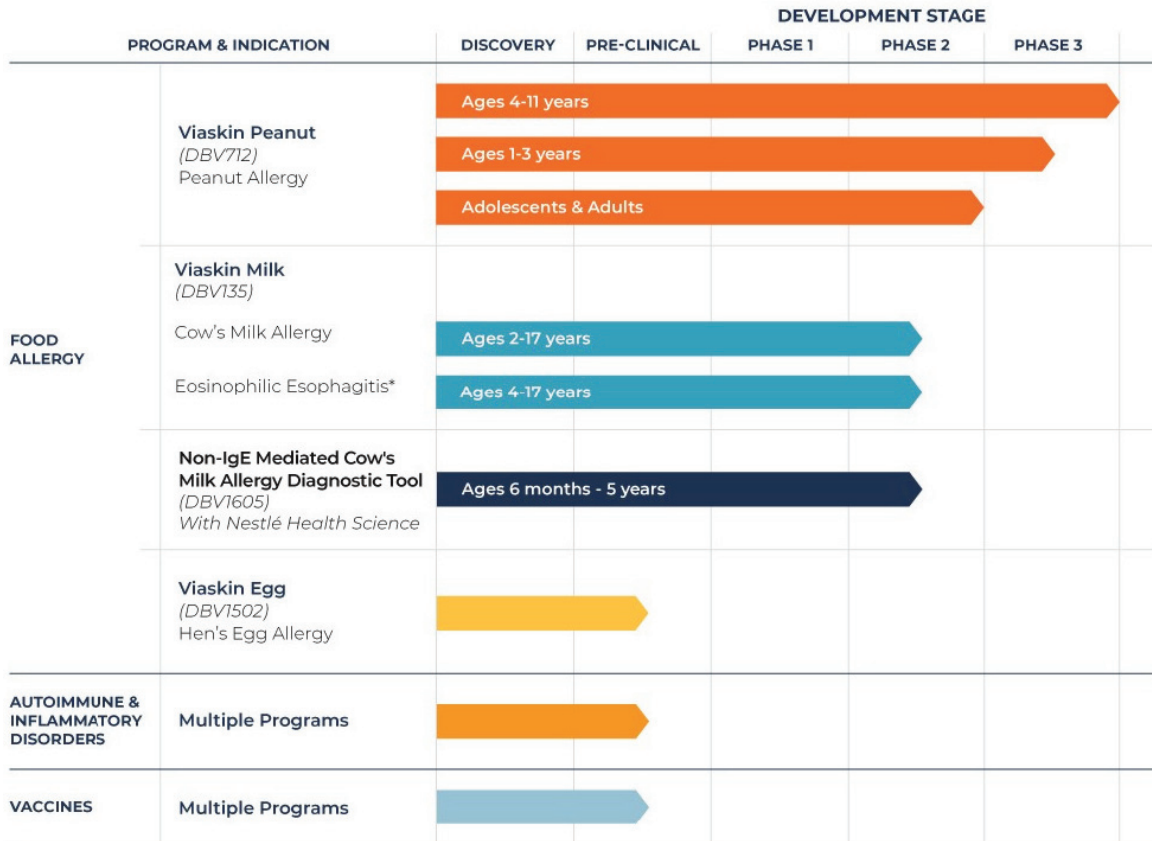 DEVELOPMENT STAGE
PROGRAM & INDICATION
DISCOVERY
PRE-CLINICAL
PHASE 1
PHASE 2
PHASE 3
FOOD
ALLERGY
Viaskin Peanut
(DBV712)
Peanut Allergy
Ages 4-11 years
Ages 1-3 years
Adolescents & Adults
Viaskin Milk
(DBV135)
Cow's Milk Allergy
Ages 2-17 years
Eosinophilic Esophagitis*
Ages 4-17 years
Non-IgE Mediated Cow's
Milk Allergy Diagnostic Tool
(DBV1605)
With Nestlé Health Science
Ages 6 months - 5 years
Viaskin Egg
(DBV1502)
Hen's Egg Allergy
AUTOIMMUNE &
INFLAMMATORY
DISORDERS
Multiple Programs
VACCINES
Multiple Programs